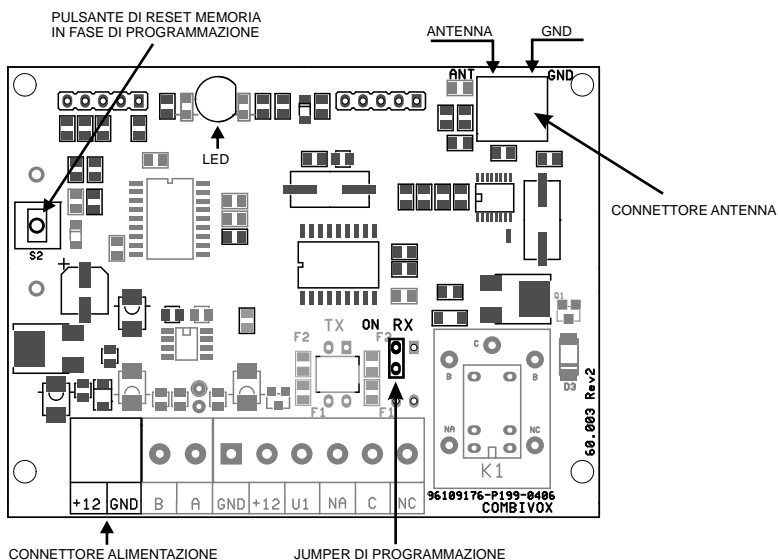 PULSANTE DI RESET MEMORIA
IN FASE DI PROGRAMMAZIONE
ANTENNA
GND
ANT
GND
LED
CONNETTORE ANTENNA
S2
+
TX
ON RX
Q1
F2
F2
C
B
B
D3
F1
F1
NA
NC
K1
60.003 Rev2
+12
GND
B
A
GND
+12
U1
NA
C
NC
96109176-P199-0406
COMBIVOX
CONNETTORE ALIMENTAZIONE
JUMPER DI PROGRAMMAZIONE